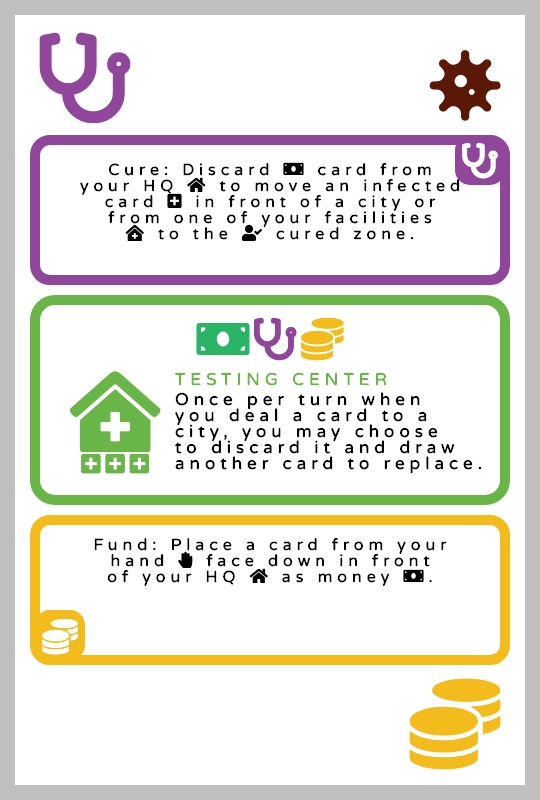 Cure: Discard card from
your HQ to move an infected
card in front of a city or
from one of your facilities
to the cured zone.
TESTING CENTER
Once per turn when
you deal a card to a
city, you may choose
to discard it and draw
another card to replace.
Fund: Place a card from your
hand face down in front
of your HQ as money .